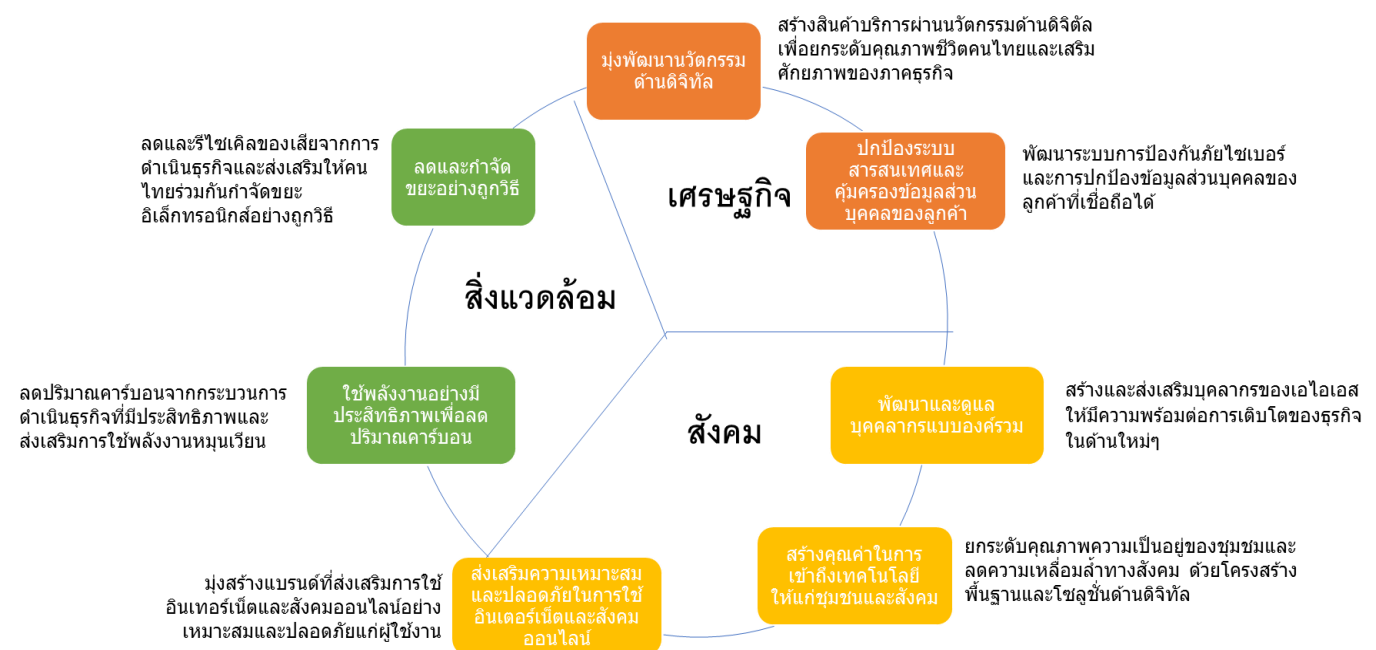 มุ่งพัฒนานวัตกรรม
ด้านดิจิทัล
สร้างสินค้าบริการผ่านนวัตกรรมด้านดิจิตัล
เพื่อยกระดับคุณภาพชีวิตคนไทยและเสริม
ศักยภาพของภาคธุรกิจ
ปกป้องระบบ
สารสนเทศและ
คุ้มครองข้อมูลส่วน
บุคคลของลูกค้า
พัฒนาระบบการป้องกันภัยไซเบอร์
และการปกป้องข้อมูลส่วนบุคคลของ
ลูกค้าที่เชื่อถือได้
เศรษฐกิจ
ลดและรีไซเคิลของเสียจากการ
ดำเนินธุรกิจและส่งเสริมให้คน
ไทยร่วมกันกำจัดขยะ
อิเล็กทรอนิกส์อย่างถูกวิธี
ลดและกำจัด
ขยะอย่างถูกวิธี
สิ่งแวดล้อม
ลดปริมาณคาร์บอนจากกระบวนการ
ดำเนินธุรกิจที่มีประสิทธิภาพและ
ส่งเสริมการใช้พลังงานหมุนเวียน
ใช้พลังงานอย่างมี
ประสิทธิภาพเพื่อลด
ปริมาณคาร์บอน
สังคม
พัฒนาและดูแล
บุคคลากรแบบองค์รวม
สร้างและส่งเสริมบุคลากรของเอไอเอส
ให้มีความพร้อมต่อการเติบโตของธุรกิจ
ในด้านใหม่ๆ
สร้างคุณค่าในการ
เข้าถึงเทคโนโลยี
ให้แก่ชุมชนและสังคม
ยกระดับคุณภาพความเป็นอยู่ของชุมชมและ
ลดความเหลื่อมล้ำทางสังคม ด้วยโครงสร้าง
พื้นฐานและโซลูชั่นด้านดิจิทัล
มุ่งสร้างแบรนด์ที่ส่งเสริมการใช้
อินเทอร์เน็ตและสังคมออนไลน์อย่าง
เหมาะสมและปลอดภัยแก่ผู้ใช้งาน
ส่งเสริมความเหมาะสม
และปลอดภัยในการใช้
อินเตอร์เน็ตและสังคม
ออนไลน์